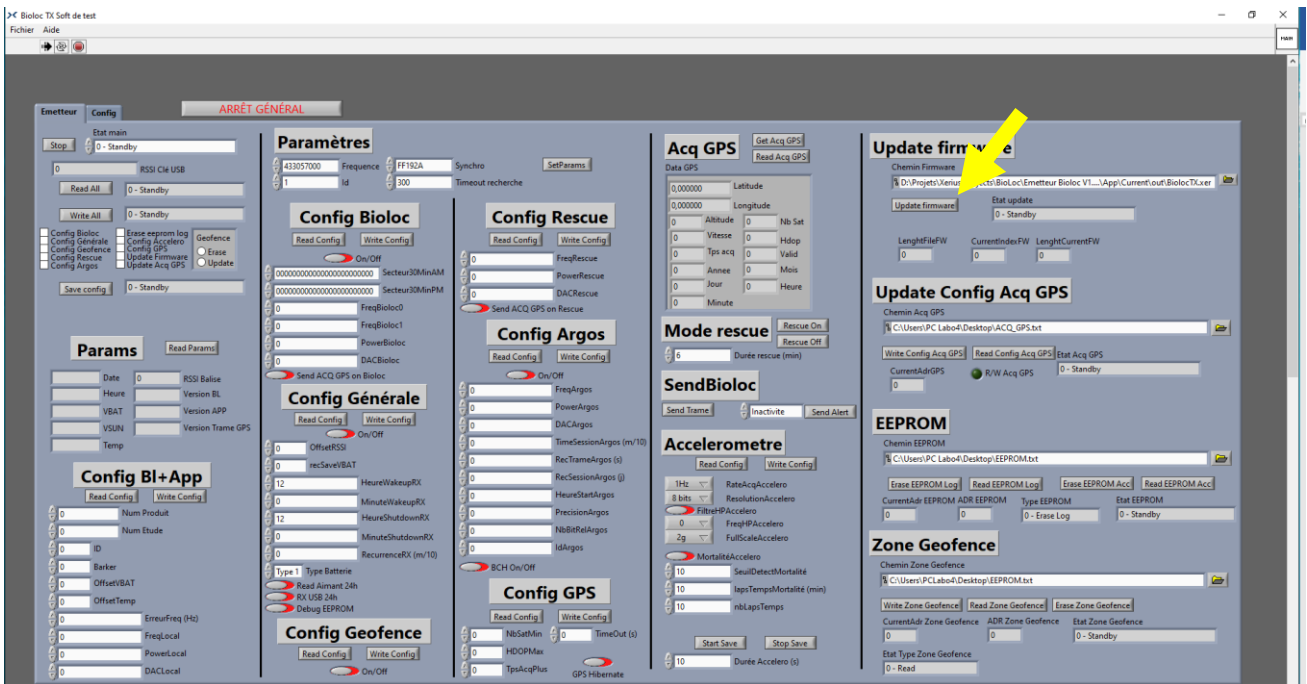 Bioloc TX Soft de test
Fichier Aide
MAIN
Emetteur Config
ARRÊT GÉNÉRAL
Etat main
Stop 0 - Standby
0 RSSI Clé USB
Read All 0 - Standby
Write All 0 - Standby
Config Bioloc
Config Générale
Config Geofence
Config Rescue
Config Argos
Erase eeprom log
Config Accelero
Config GPS
Update Firmware
Update Acq GPS
Geofence
Erase
Update
Save config 0 - Standby
Params Read Params
Date 0 RSSI Balise
Heure Version BL
VBAT Version APP
VSUN Version Trame GPS
Temp
Config Bl+App
Read Config Write Config
0 Num Produit
0 Num Etude
0 ID
0 Barker
0 OffsetVBAT
0 OffsetTemp
0 ErreurFreq (Hz)
0 FreqLocal
0 PowerLocal
0 DACLocal
Paramètres
433057000 Frequence FF192A Synchro SetParams
1 Id 300 Timeout recherche
Config Bioloc
Read Config Write Config
On/Off
Secteur30MinAM
Secteur30MinPM
0 FreqBioloc0
0 FreqBioloc1
0 PowerBioloc
0 DACBioloc
Send ACQ GPS on Bioloc
Config Générale
Read Config Write Config
On/Off
0 OffsetRSSI
0 recSaveVBAT
12 HeureWakeupRX
0 MinuteWakeupRX
12 HeureShutdownRX
0 MinuteShutdownRX
0 RecurrenceRX (m/10)
Type 1 Type Batterie
Read Aimant 24h
RX USB 24h
Debug EEPROM
Config Geofence
Read Config Write Config
On/Off
Config Rescue
Read Config Write Config
0 FreqRescue
0 PowerRescue
0 DACRescue
Send ACQ GPS on Rescue
Config Argos
Read Config Write Config
On/Off
0 FreqArgos
0 PowerArgos
0 DACArgos
0 TimeSessionArgos (m/10)
0 RecTrameArgos (s)
0 RecSessionArgos (j)
0 HeureStartArgos
0 PrecisionArgos
0 NbBitRelArgos
0 IdArgos
BCH On/Off
Config GPS
Read Config Write Config
0 NbSatMin 0 TimeOut (s)
0 HDOPMax
0 TpsAcqPlus GPS Hibernate
Acq GPS Get Acq GPS
Read Acq GPS
Data GPS
0,000000 Latitude
0,000000 Longitude
0 Altitude 0 Nb Sat
0 Vitesse 0 Hdop
0 Tps acq 0 Valid
0 Annee 0 Mois
0 Jour 0 Heure
0 Minute
Mode rescue Rescue On
Rescue Off
6 Durée rescue (min)
SendBioloc
Send Trame Inactivite Send Alert
Accelerometre
Read Config Write Config
1Hz RateAcqAccelero
8 bits ResolutionAccelero
FiltreHPAccelero
0 FreqHPAccelero
2g FullScaleAccelero
MortalitéAccelero
10 SeuilDetectMortalité
10 lapsTempsMortalité (min)
10 nbLapsTemps
Start Save Stop Save
10 Durée Accelero (s)
Update firmware
Chemin Firmware
Update firmware Etat update
0 - Standby
LenghtFileFW CurrentIndexFW LenghtCurrentFW
0 0 0
Update Config Acq GPS
Chemin Acq GPS
C:\Users\PC Labo4\Desktop\ACQ_GPS.txt
Write Config Acq GPS Read Config Acq GPS Etat Acq GPS
CurrentAdrGPS R/W Acq GPS 0 - Standby
0
EEPROM
Chemin EEPROM
C:\Users\PC Labo4\Desktop\EEPROM.txt
Erase EEPROM Log Read EEPROM Log Erase EEPROM Acc Read EEPROM Acc
CurrentAdr EEPROM ADR EEPROM Type EEPROM Etat EEPROM
0 0 0 - Erase Log 0 - Standby
Zone Geofence
Chemin Zone Geofence
C:\Users\PCLabo4\Desktop\EEPROM.txt
Write Zone Geofence Read Zone Geofence Erase Zone Geofence
CurrentAdr Zone Geofence ADR Zone Geofence Etat Zone Geofence
0 0 0 - Standby
Etat Type Zone Geofence
0 - Read